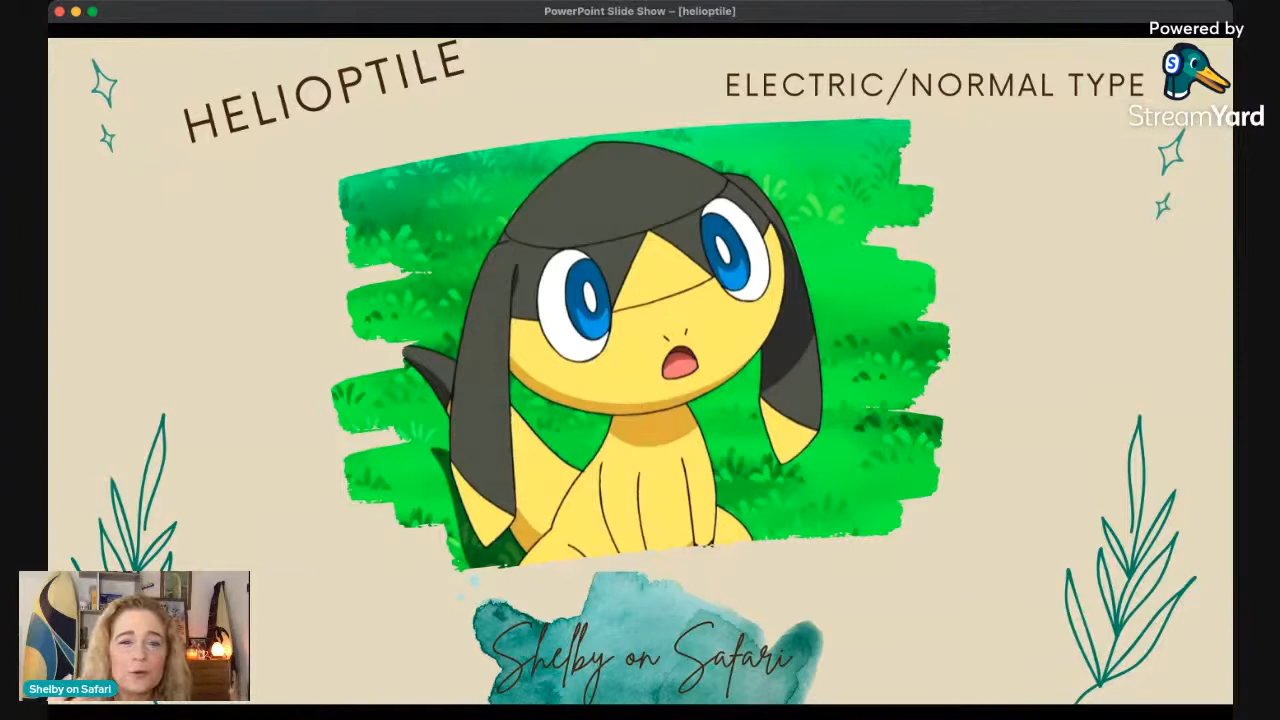 PowerPoint Slide Show – [helioptile]
Powered by
StreamYard
HELIOPTILE
ELECTRIC/NORMAL TYPE
S
Shelby on Safari
Shelby on Safari